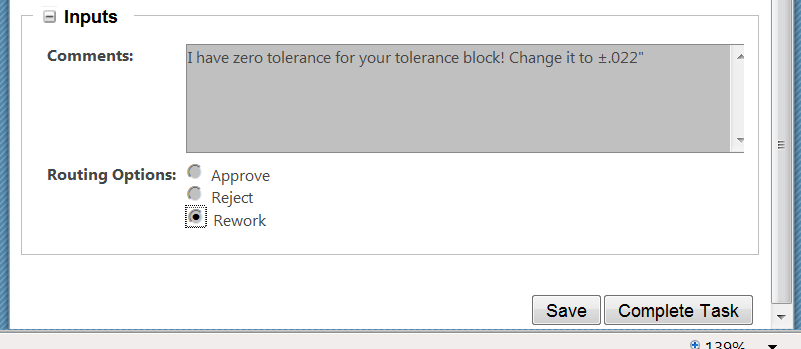 Inputs
Comments: I have zero tolerance for your tolerance block! Change it to ±.022"
Routing Options: Approve
Reject
Rework
Save Complete Task
139%